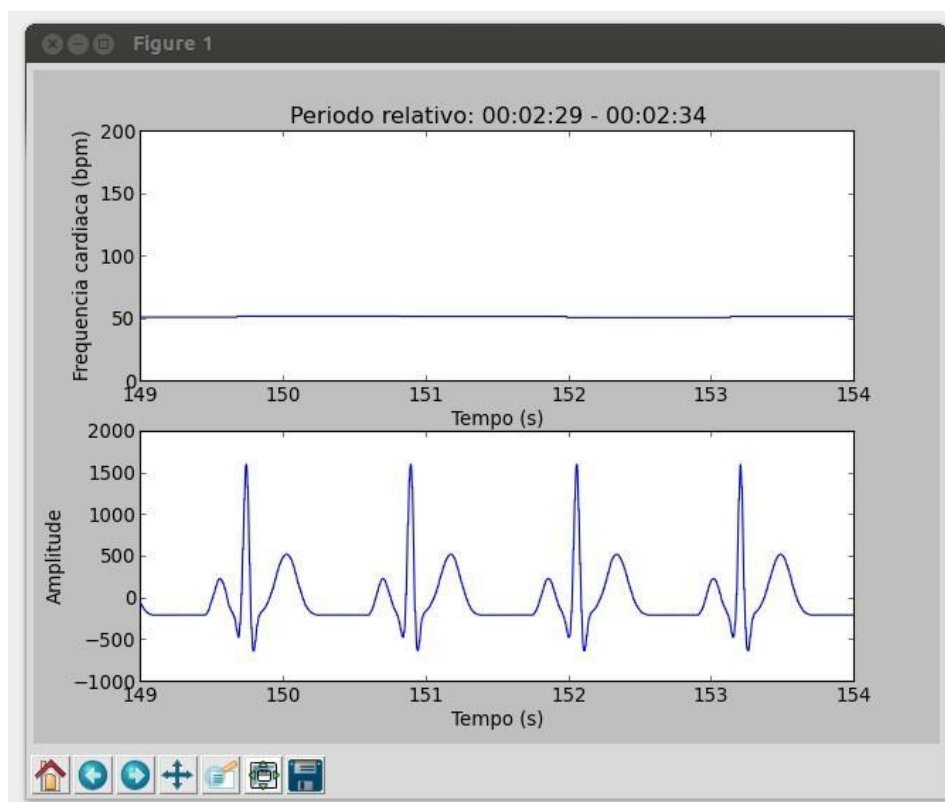 Figure 1
Periodo relativo: 00:02:29 - 00:02:34
Frequencia cardiaca (bpm)
200
150
100
50
0
149 150 151 152 153 154
Tempo (s)
Amplitude
2000
1500
1000
500
0
−500
−1000
149 150 151 152 153 154
Tempo (s)